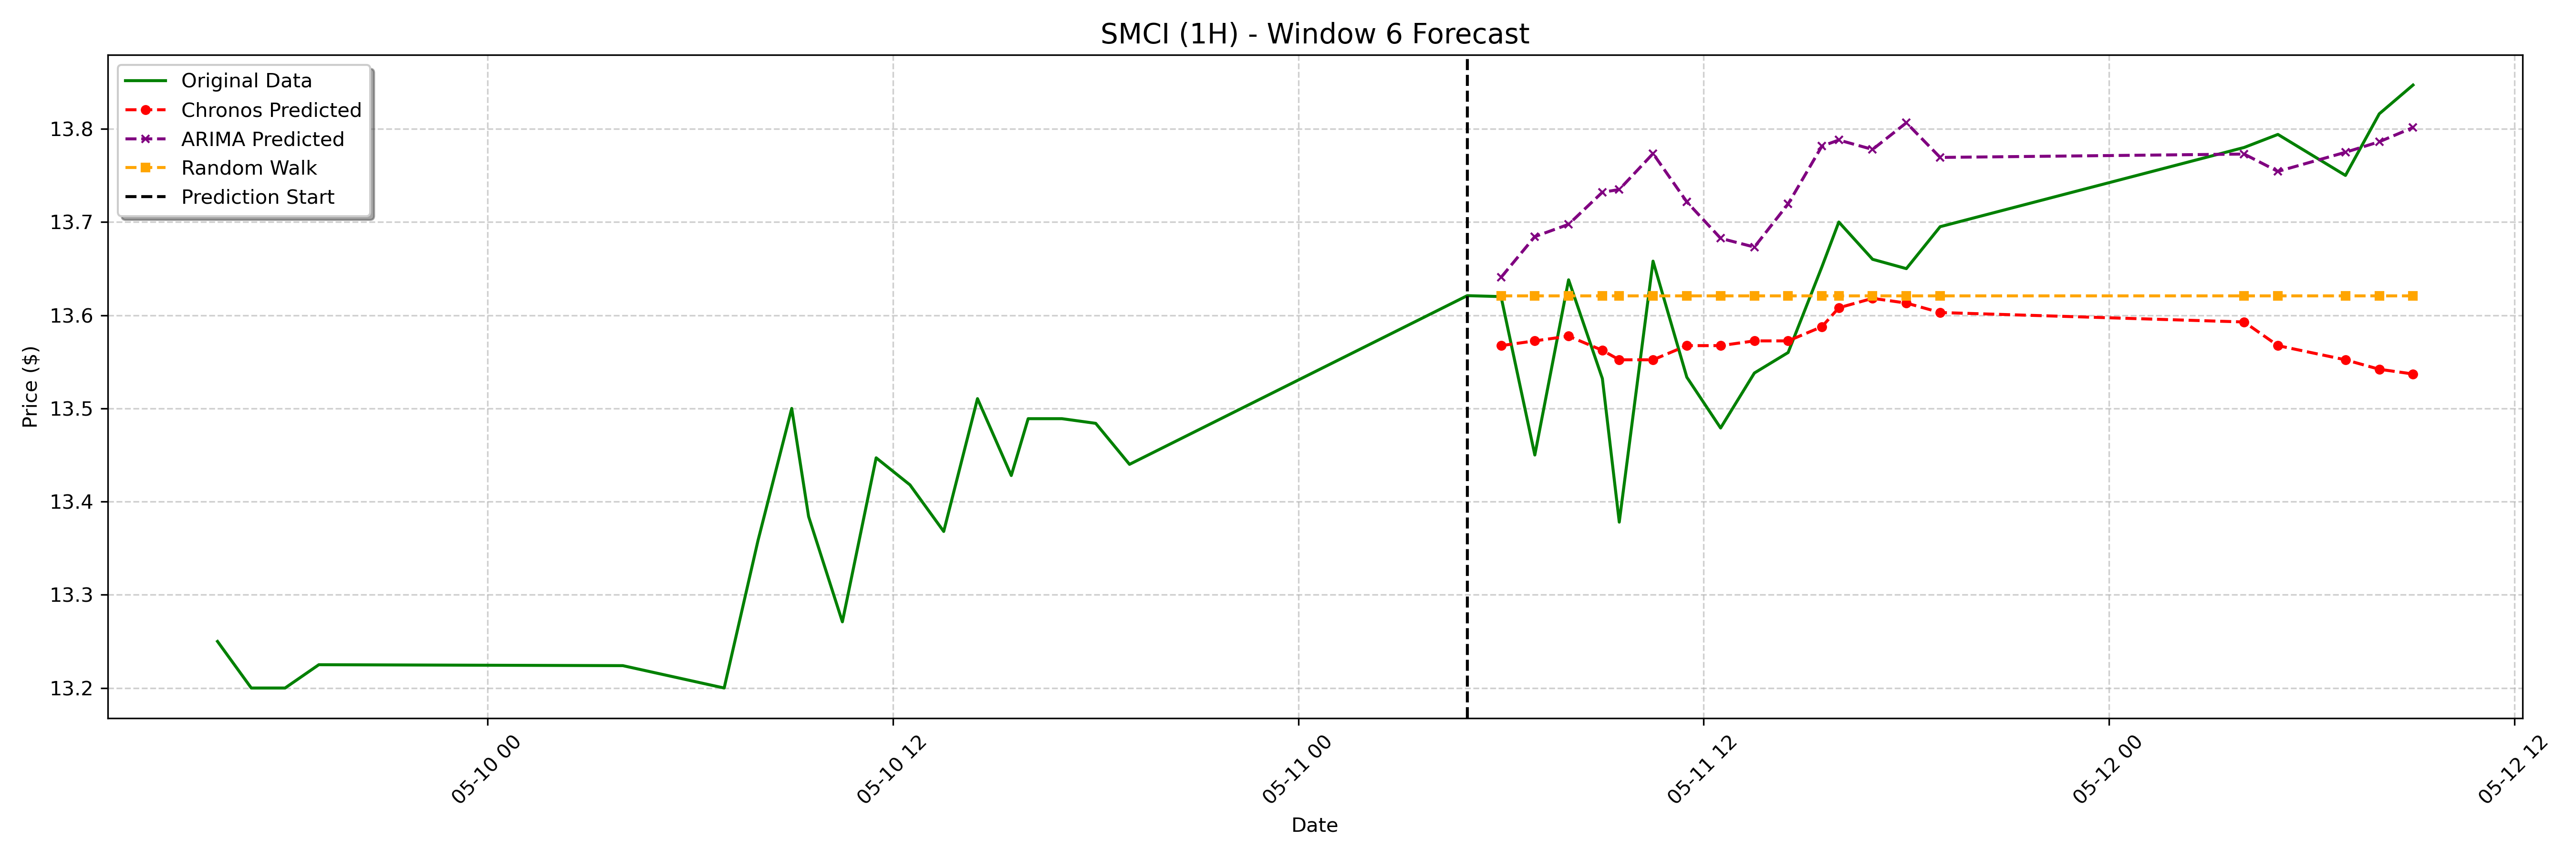 SMCI (1H) - Window 6 Forecast
Original Data
Chronos Predicted
ARIMA Predicted
Random Walk
Prediction Start
Price ($)
13.8
13.7
13.6
13.5
13.4
13.3
13.2
05-10 00
05-10 12
05-11 00
05-11 12
05-12 00
05-12 12
Date